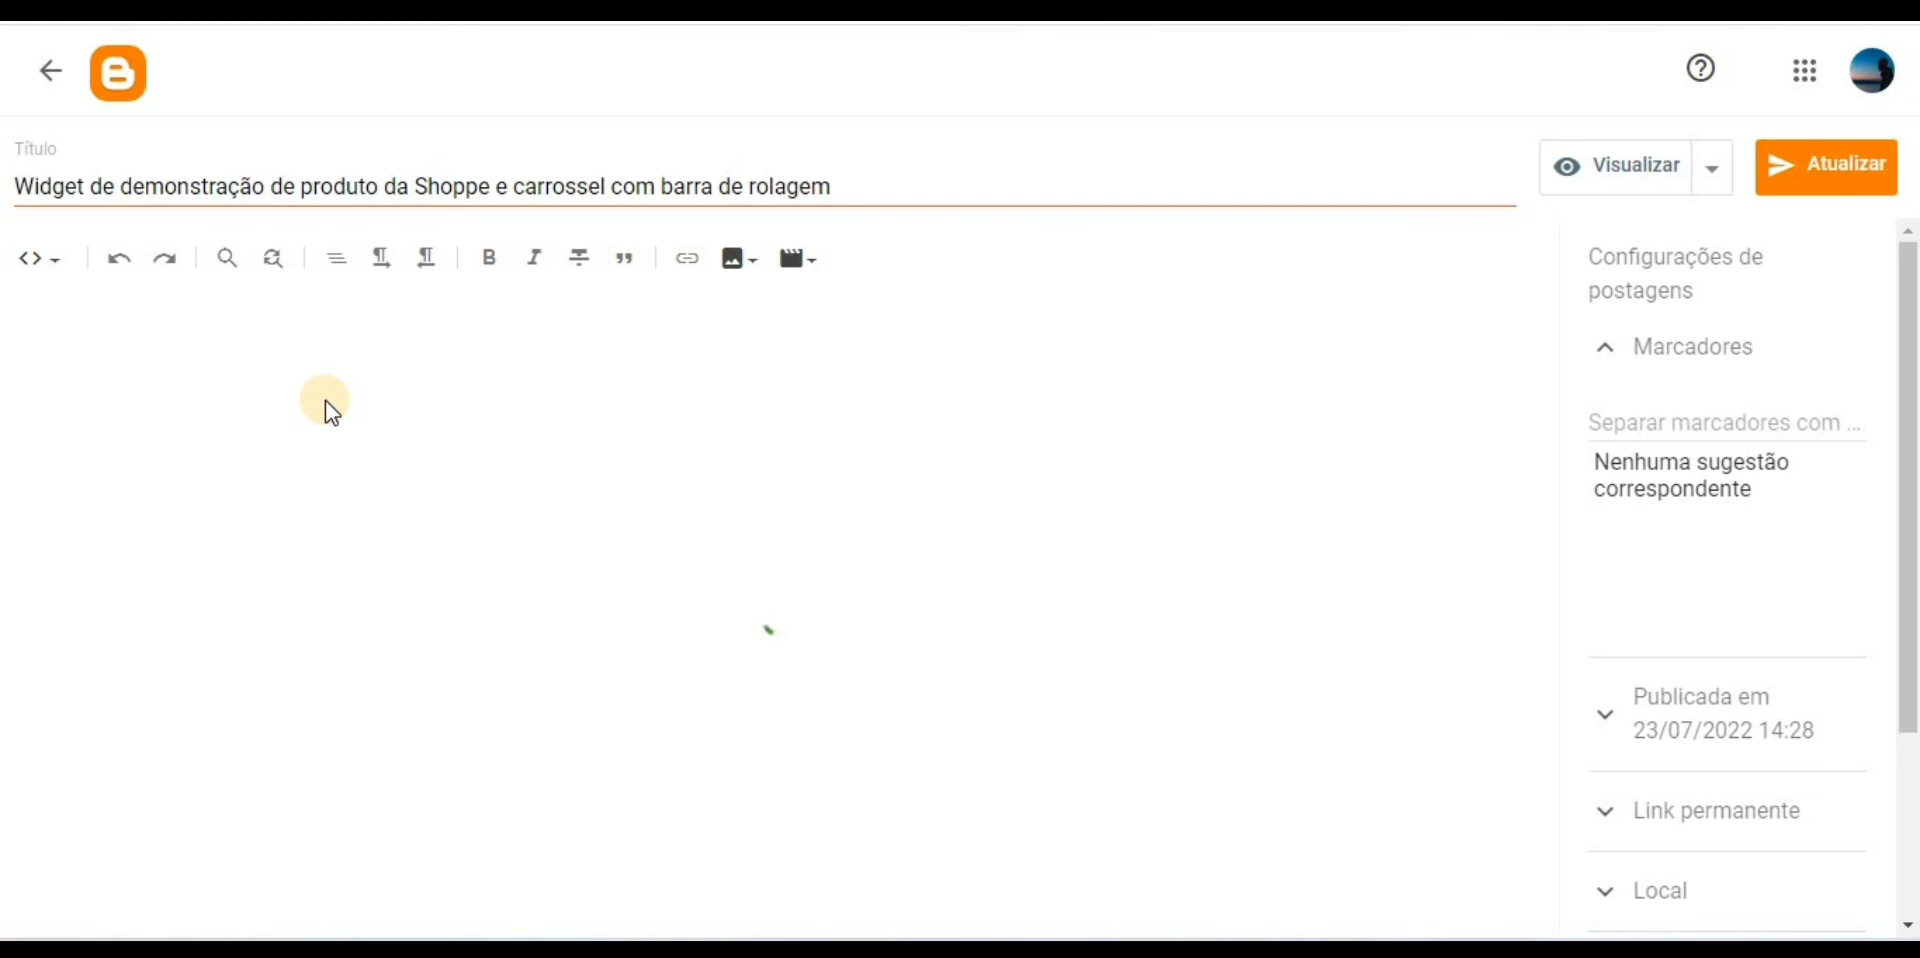 Título
Widget de demonstração de produto da Shoppe e carrossel com barra de rolagem
Visualizar
Atualizar
Configurações de
postagens
Marcadores
Separar marcadores com ...
Nenhuma sugestão
correspondente
Publicada em
23/07/2022 14:28
Link permanente
Local